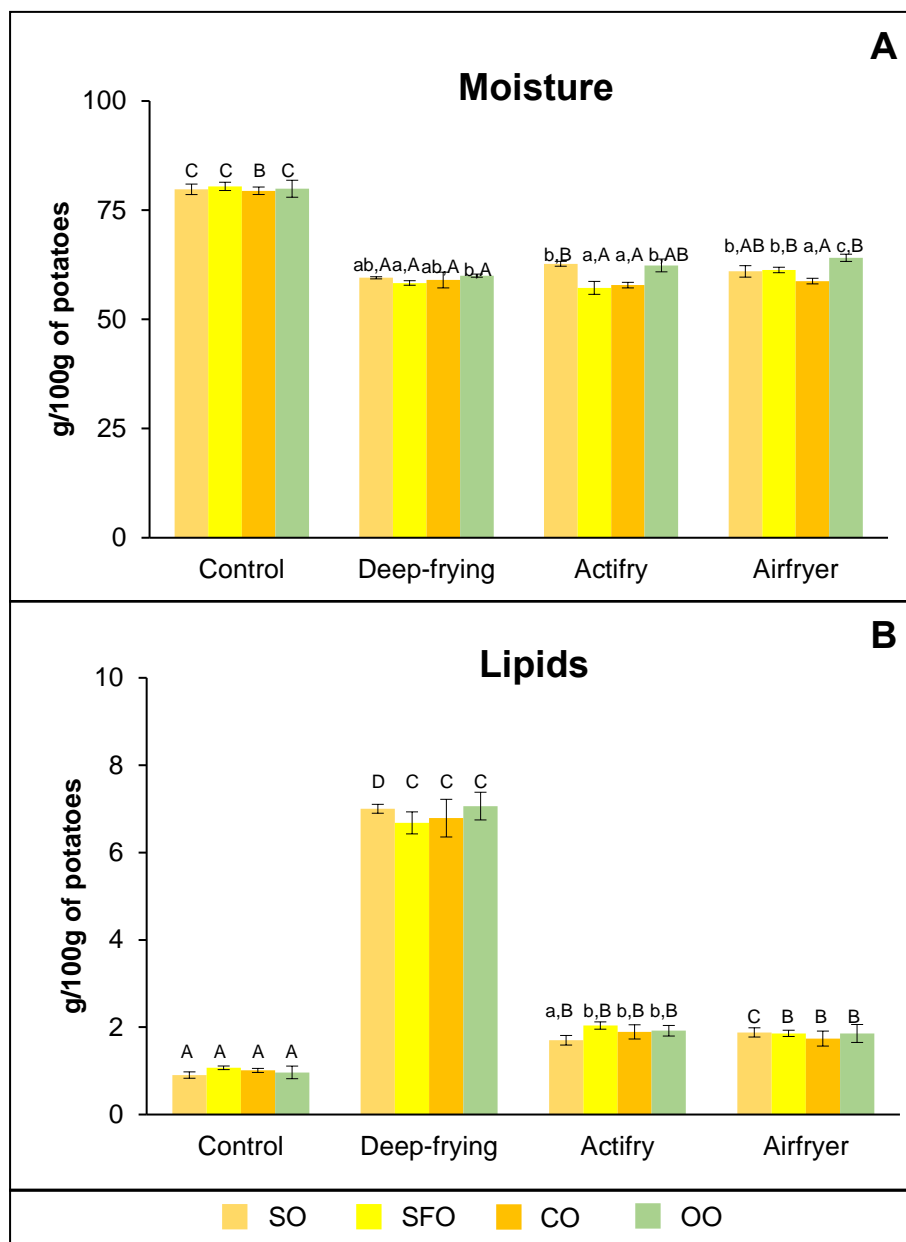 A
Moisture
g/100g of potatoes
100
75
50
25
0
C C B C
ab,A a,A ab,A b,A
b,B a,A a,A b,AB
b,AB b,B a,A c,B
Control Deep-frying Actifry Airfryer
B
Lipids
g/100g of potatoes
10
8
6
4
2
0
A A A A
D C C C
a,B b,B b,B b,B
C B B B
Control Deep-frying Actifry Airfryer
SO SFO CO OO